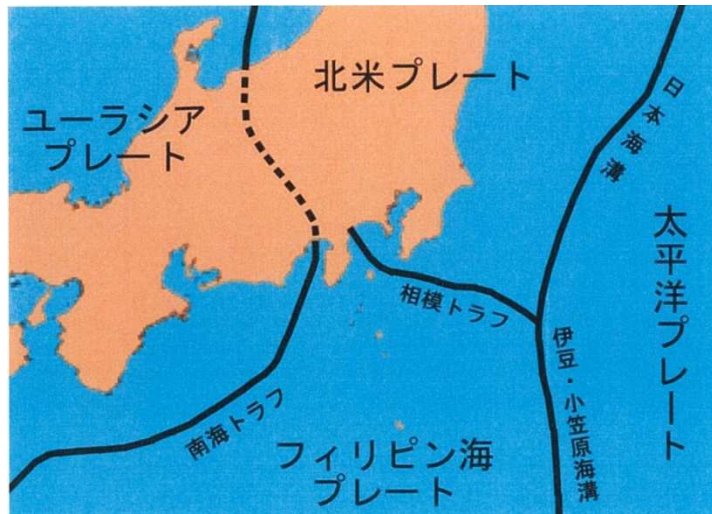 北米プレート
ユーラシア
プレート
日本海溝
太平洋プレート
相模トラフ
伊豆・小笠原海溝
南海トラフ
フィリピン海
プレート